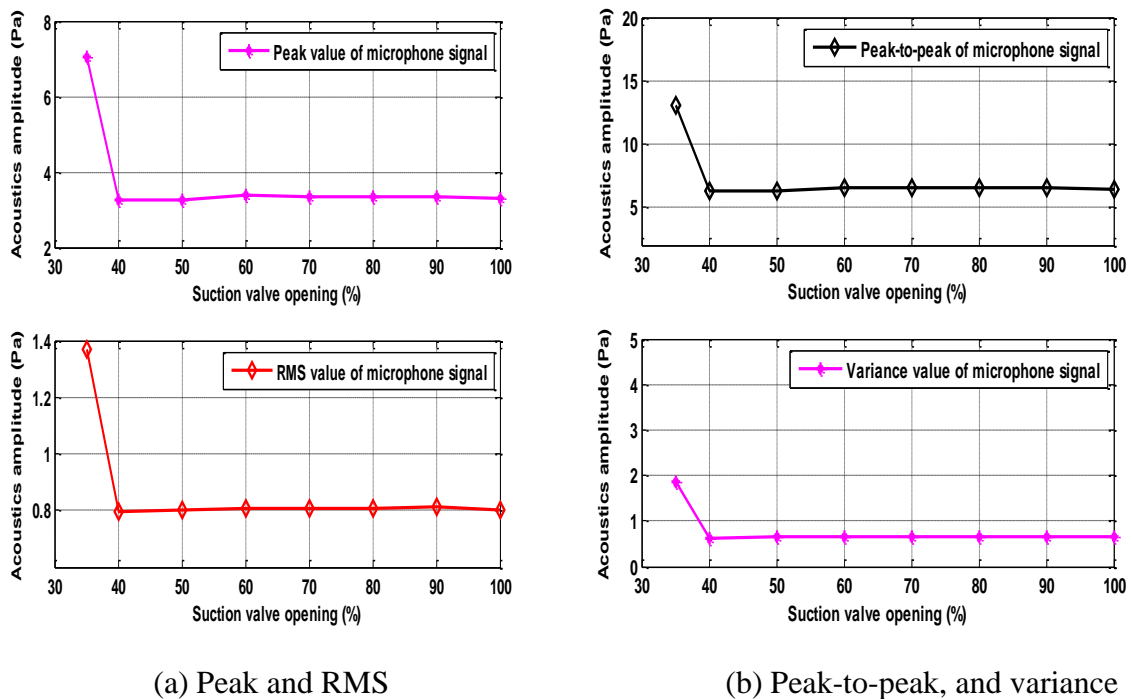 Acoustics amplitude (Pa)
8
6
4
2
Peak value of microphone signal
30 40 50 60 70 80 90 100
Suction valve opening (%)
Acoustics amplitude (Pa)
20
15
10
5
Peak-to-peak of microphone signal
30 40 50 60 70 80 90 100
Suction valve opening (%)
Acoustics amplitude (Pa)
1.4
1.2
1
0.8
RMS value of microphone signal
30 40 50 60 70 80 90 100
Suction valve opening (%)
Acoustics amplitude (Pa)
5
4
3
2
1
0
Variance value of microphone signal
30 40 50 60 70 80 90 100
Suction valve opening (%)
(a) Peak and RMS
(b) Peak-to-peak, and variance